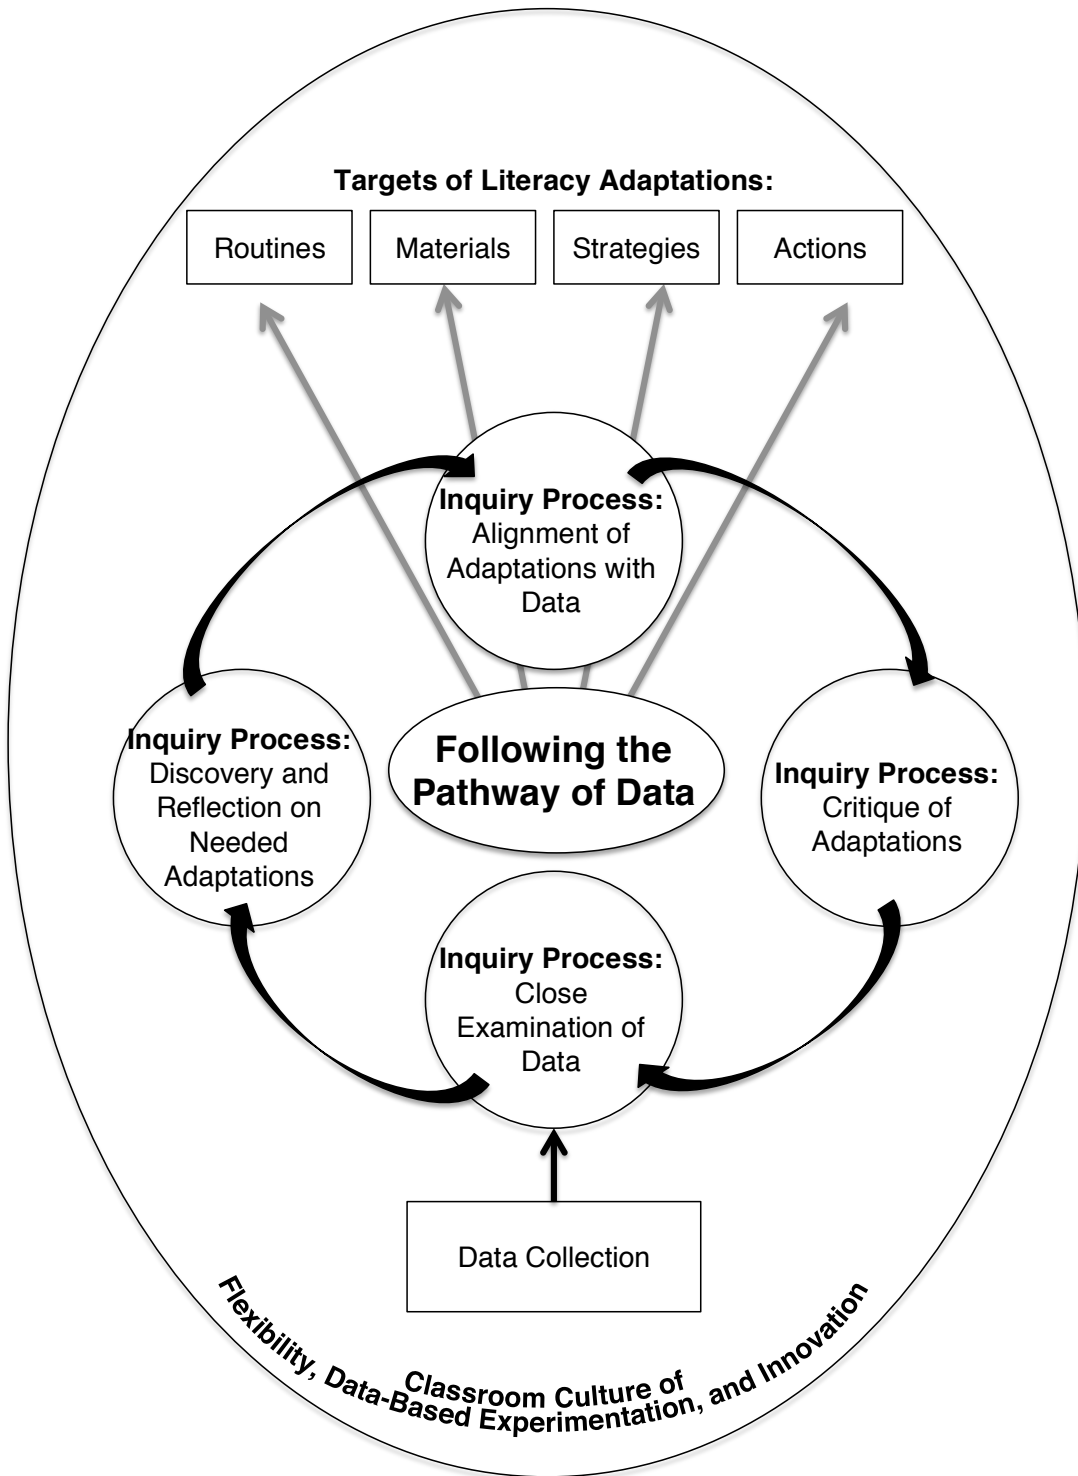 Targets of Literacy Adaptations:
Routines
Materials
Strategies
Actions
Inquiry Process:
Alignment of
Adaptations with
Data
Inquiry Process:
Discovery and
Reflection on
Needed
Adaptations
Following the
Pathway of Data
Inquiry Process:
Critique of
Adaptations
Inquiry Process:
Close
Examination of
Data
Data Collection
Classroom Culture of
Flexibility, Data-Based Experimentation, and Innovation